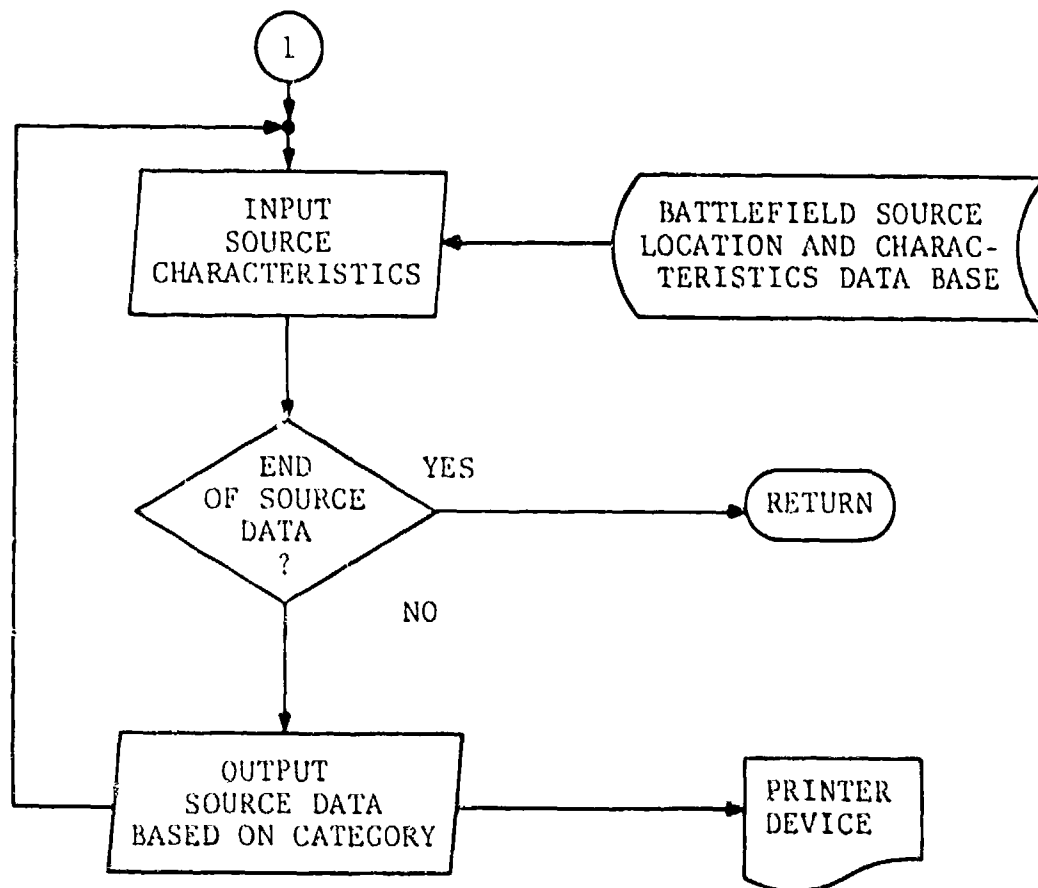 1
INPUT
SOURCE
CHARACTERISTICS
BATTLEFIELD SOURCE
LOCATION AND CHARAC-
TERISTICS DATA BASE
END
OF SOURCE
DATA
?
YES
RETURN
NO
OUTPUT
SOURCE DATA
BASED ON CATEGORY
PRINTER
DEVICE